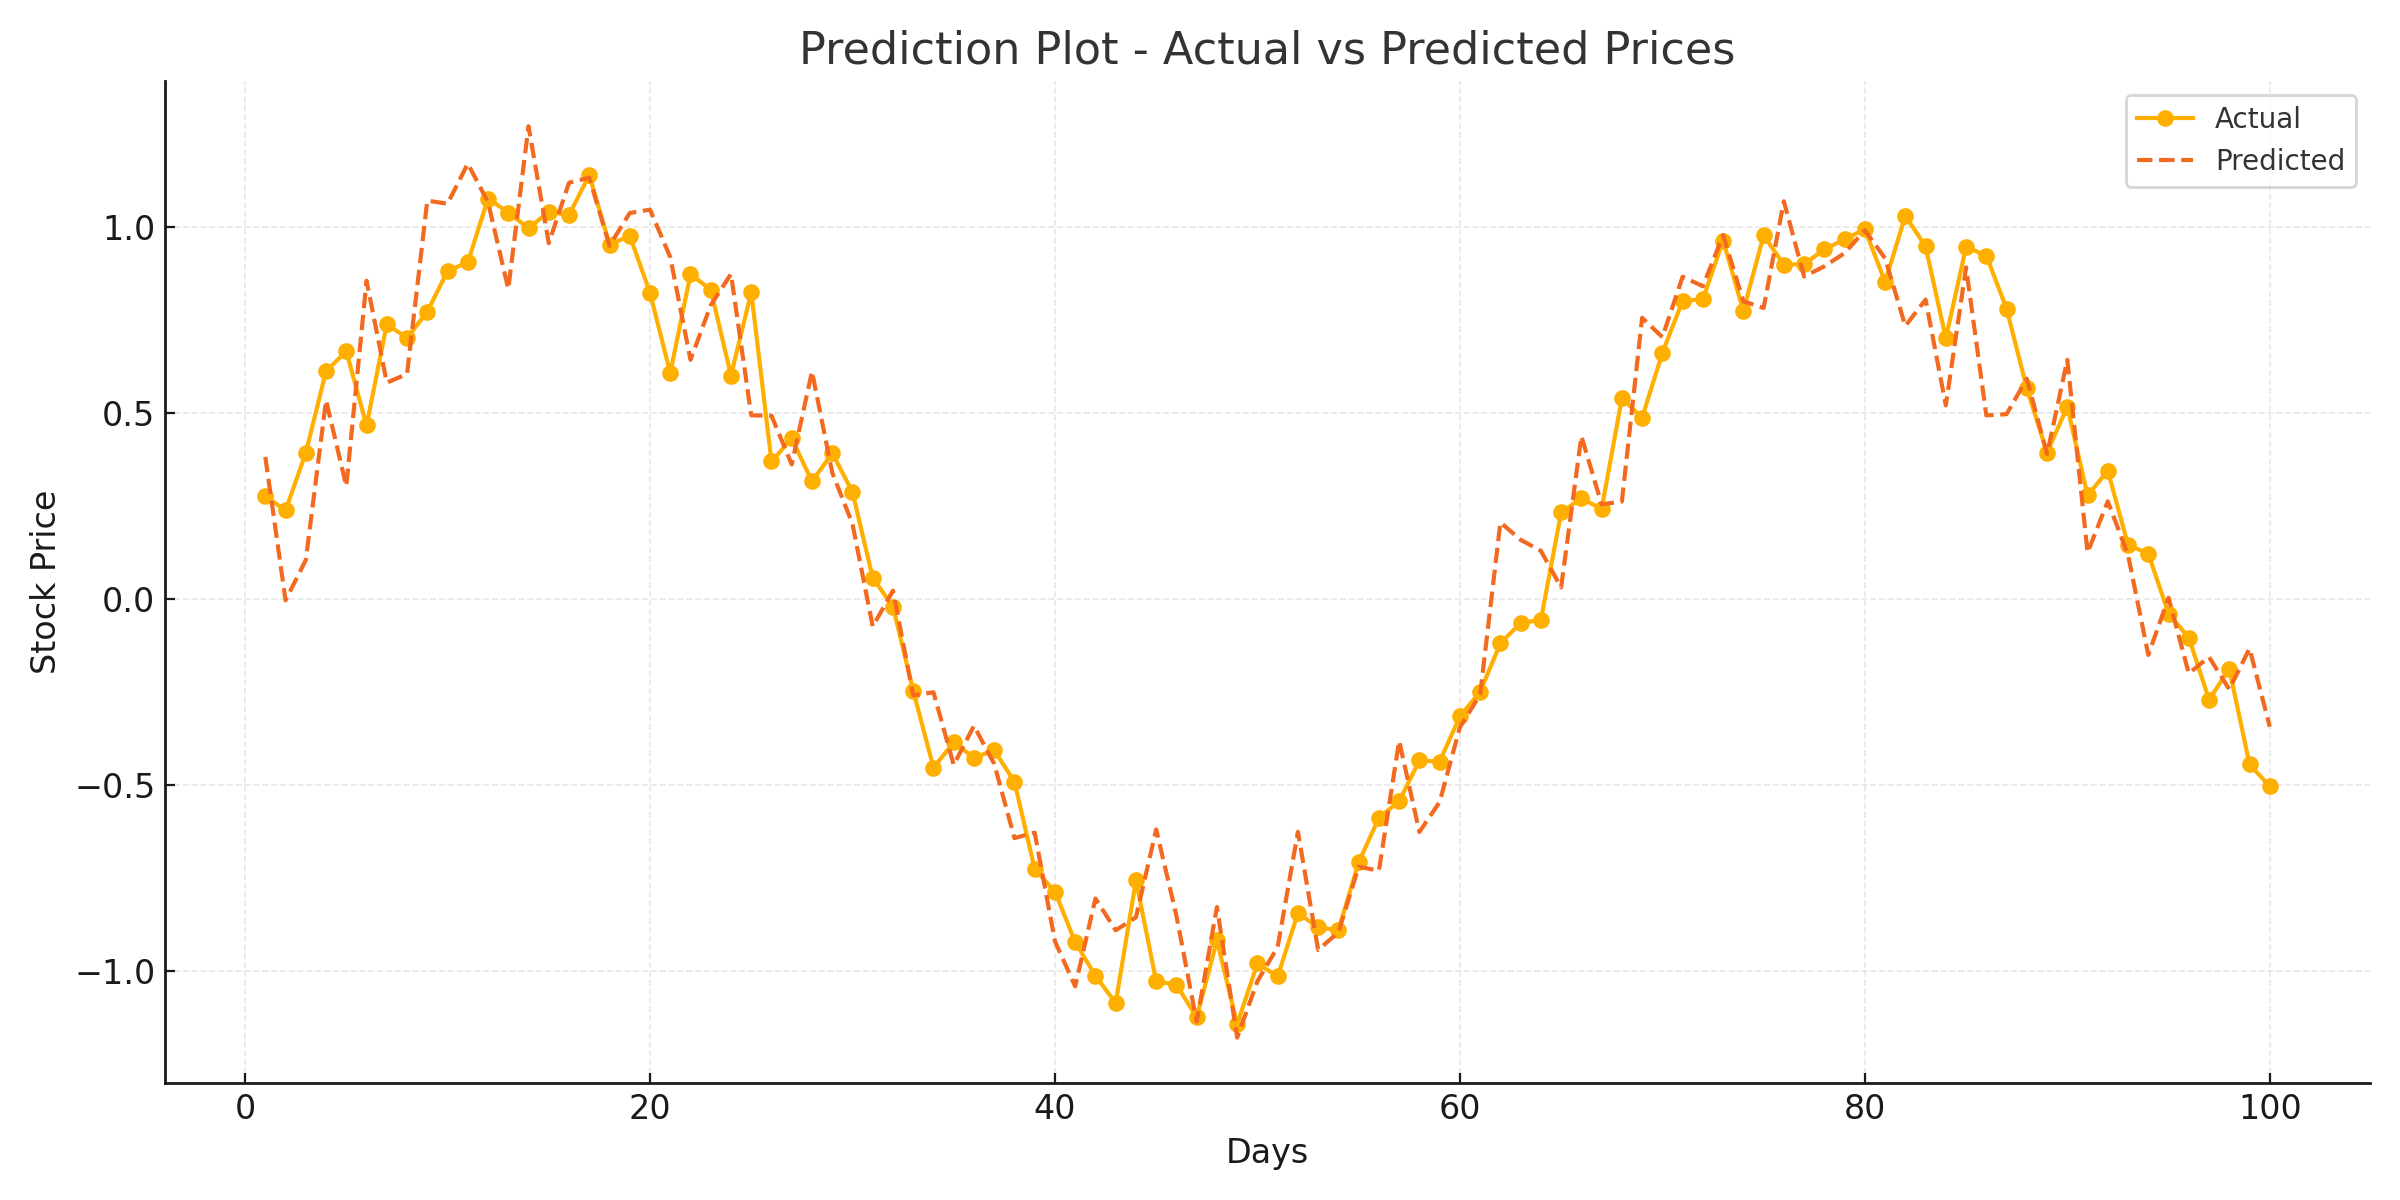 Prediction Plot - Actual vs Predicted Prices
Actual
Predicted
Stock Price
1.0
0.5
0.0
−0.5
−1.0
0 20 40 60 80 100
Days